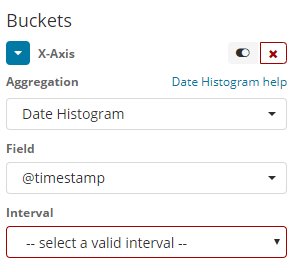 Buckets
X-Axis
Aggregation Date Histogram help
Date Histogram
Field
@timestamp
Interval
-- select a valid interval --